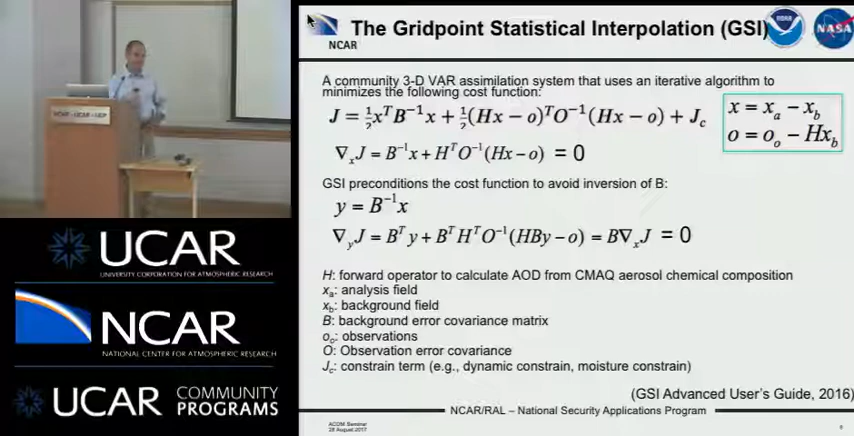 NCAR
The Gridpoint Statistical Interpolation (GSI)
NASA
A community 3-D VAR assimilation system that uses an iterative algorithm to
minimizes the following cost function:
J = ½xᵀB⁻¹x + ½(Hx − o)ᵀO⁻¹(Hx − o) + J_c
x = x_a − x_b
o = o_o − Hx_b
∇_xJ = B⁻¹x + HᵀO⁻¹(Hx − o) = 0
GSI preconditions the cost function to avoid inversion of B:
y = B⁻¹x
∇_yJ = Bᵀy + BᵀHᵀO⁻¹(HBy − o) = B∇_xJ = 0
H: forward operator to calculate AOD from CMAQ aerosol chemical composition
x_a: analysis field
x_b: background field
B: background error covariance matrix
o_o: observations
O: Observation error covariance
J_c: constrain term (e.g., dynamic constrain, moisture constrain)
(GSI Advanced User's Guide, 2016)
NCAR/RAL – National Security Applications Program
ACOM Seminar
28 August 2017
UCAR
UNIVERSITY CORPORATION FOR ATMOSPHERIC RESEARCH
NCAR
NATIONAL CENTER FOR ATMOSPHERIC RESEARCH
UCAR
COMMUNITY
PROGRAMS